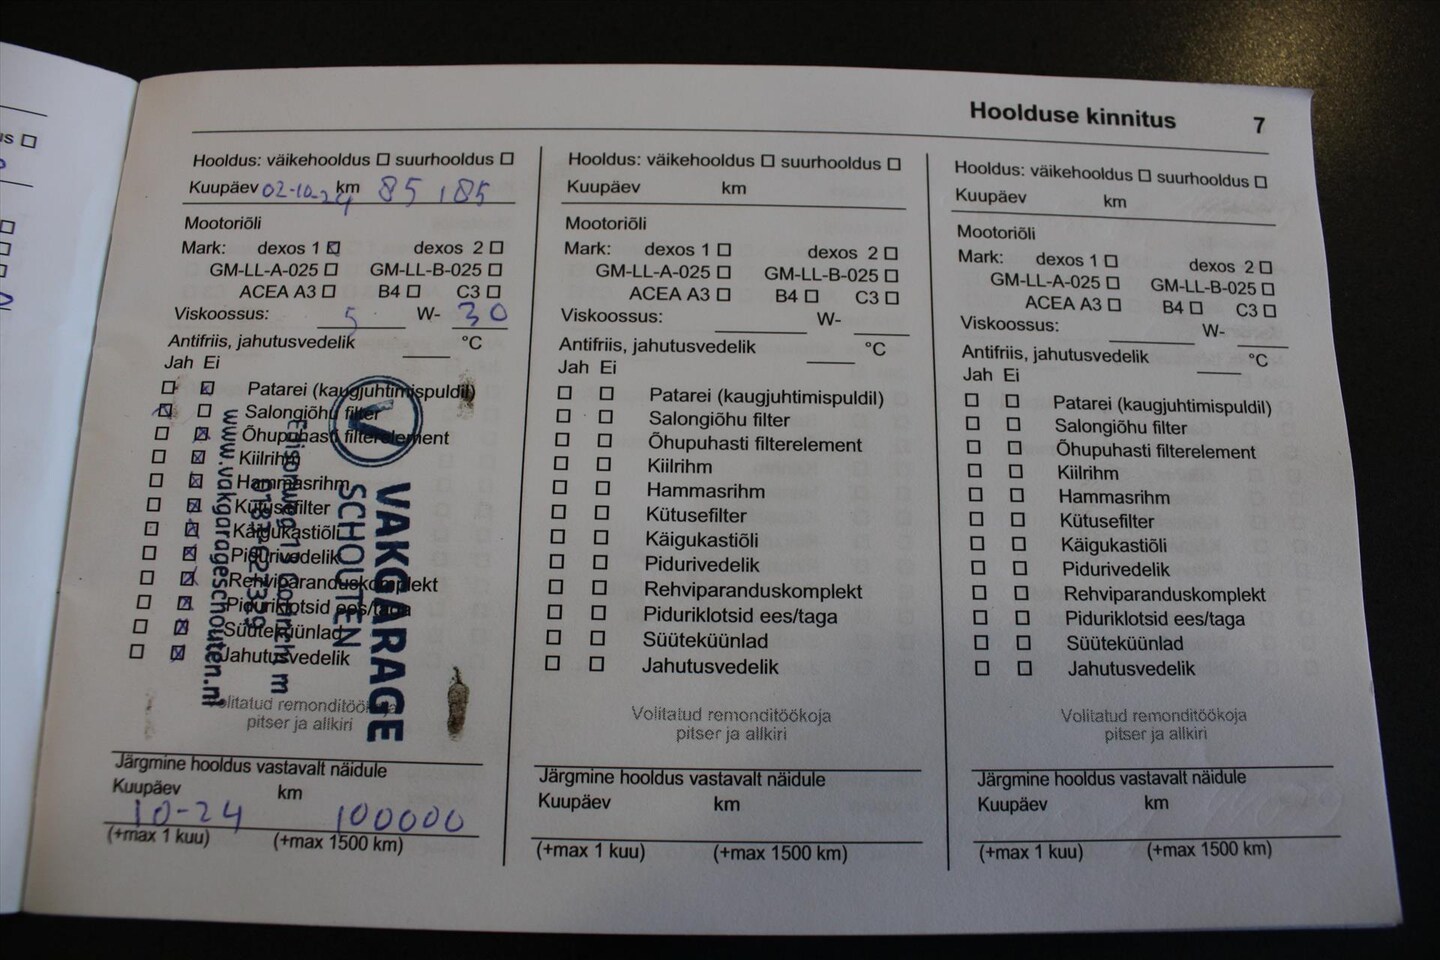 us ☐
Hoolduse kinnitus 7
Hooldus: väikehooldus ☐ suurhooldus ☐
Kuupäev 02-10-24 km 85185
Mootoriõli
Mark: dexos 1 ☒ dexos 2 ☐
GM-LL-A-025 ☐ GM-LL-B-025 ☐
ACEA A3 ☐ B4 ☐ C3 ☐
Viskoossus: 5 W- 30
Antifriis, jahutusvedelik ____ °C
Jah Ei
☐ ☒ Patarei (kaugjuhtimispuldil)
☒ ☐ Salongiõhu filter
☐ ☒ Õhupuhasti filterelement
☐ ☒ Kiilrihm
☐ ☒ Hammasrihm
☐ ☒ Kütusefilter
☐ ☒ Käigukastiõli
☐ ☒ Pidurivedelik
☐ ☒ Rehviparanduskomplekt
☐ ☒ Piduriklotsid ees/taga
☐ ☒ Süüteküünlad
☐ ☒ Jahutusvedelik
VAKGARAGE
SCHOUTEN
www.vakgarageschouten.nl
Volitatud remonditöökoja
pitser ja allkiri
Järgmine hooldus vastavalt näidule
Kuupäev km
10-24 100000
(+max 1 kuu) (+max 1500 km)
Hooldus: väikehooldus ☐ suurhooldus ☐
Kuupäev km
Mootoriõli
Mark: dexos 1 ☐ dexos 2 ☐
GM-LL-A-025 ☐ GM-LL-B-025 ☐
ACEA A3 ☐ B4 ☐ C3 ☐
Viskoossus: ____ W- ____
Antifriis, jahutusvedelik ____ °C
Jah Ei
☐ ☐ Patarei (kaugjuhtimispuldil)
☐ ☐ Salongiõhu filter
☐ ☐ Õhupuhasti filterelement
☐ ☐ Kiilrihm
☐ ☐ Hammasrihm
☐ ☐ Kütusefilter
☐ ☐ Käigukastiõli
☐ ☐ Pidurivedelik
☐ ☐ Rehviparanduskomplekt
☐ ☐ Piduriklotsid ees/taga
☐ ☐ Süüteküünlad
☐ ☐ Jahutusvedelik
Volitatud remonditöökoja
pitser ja allkiri
Järgmine hooldus vastavalt näidule
Kuupäev km
(+max 1 kuu) (+max 1500 km)
Hooldus: väikehooldus ☐ suurhooldus ☐
Kuupäev km
Mootoriõli
Mark: dexos 1 ☐ dexos 2 ☐
GM-LL-A-025 ☐ GM-LL-B-025 ☐
ACEA A3 ☐ B4 ☐ C3 ☐
Viskoossus: ____ W- ____
Antifriis, jahutusvedelik ____ °C
Jah Ei
☐ ☐ Patarei (kaugjuhtimispuldil)
☐ ☐ Salongiõhu filter
☐ ☐ Õhupuhasti filterelement
☐ ☐ Kiilrihm
☐ ☐ Hammasrihm
☐ ☐ Kütusefilter
☐ ☐ Käigukastiõli
☐ ☐ Pidurivedelik
☐ ☐ Rehviparanduskomplekt
☐ ☐ Piduriklotsid ees/taga
☐ ☐ Süüteküünlad
☐ ☐ Jahutusvedelik
Volitatud remonditöökoja
pitser ja allkiri
Järgmine hooldus vastavalt näidule
Kuupäev km
(+max 1 kuu) (+max 1500 km)